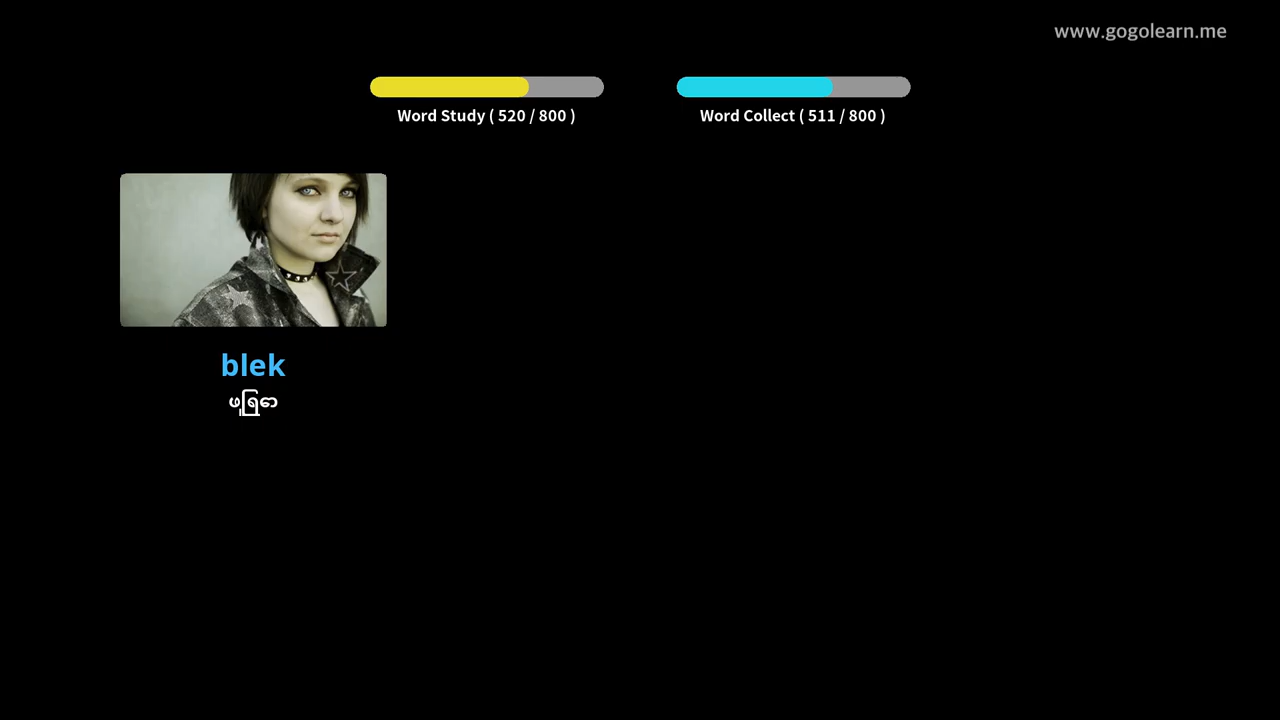 www.gogolearn.me
Word Study ( 520 / 800 )
Word Collect ( 511 / 800 )
blek
ဖြူရော